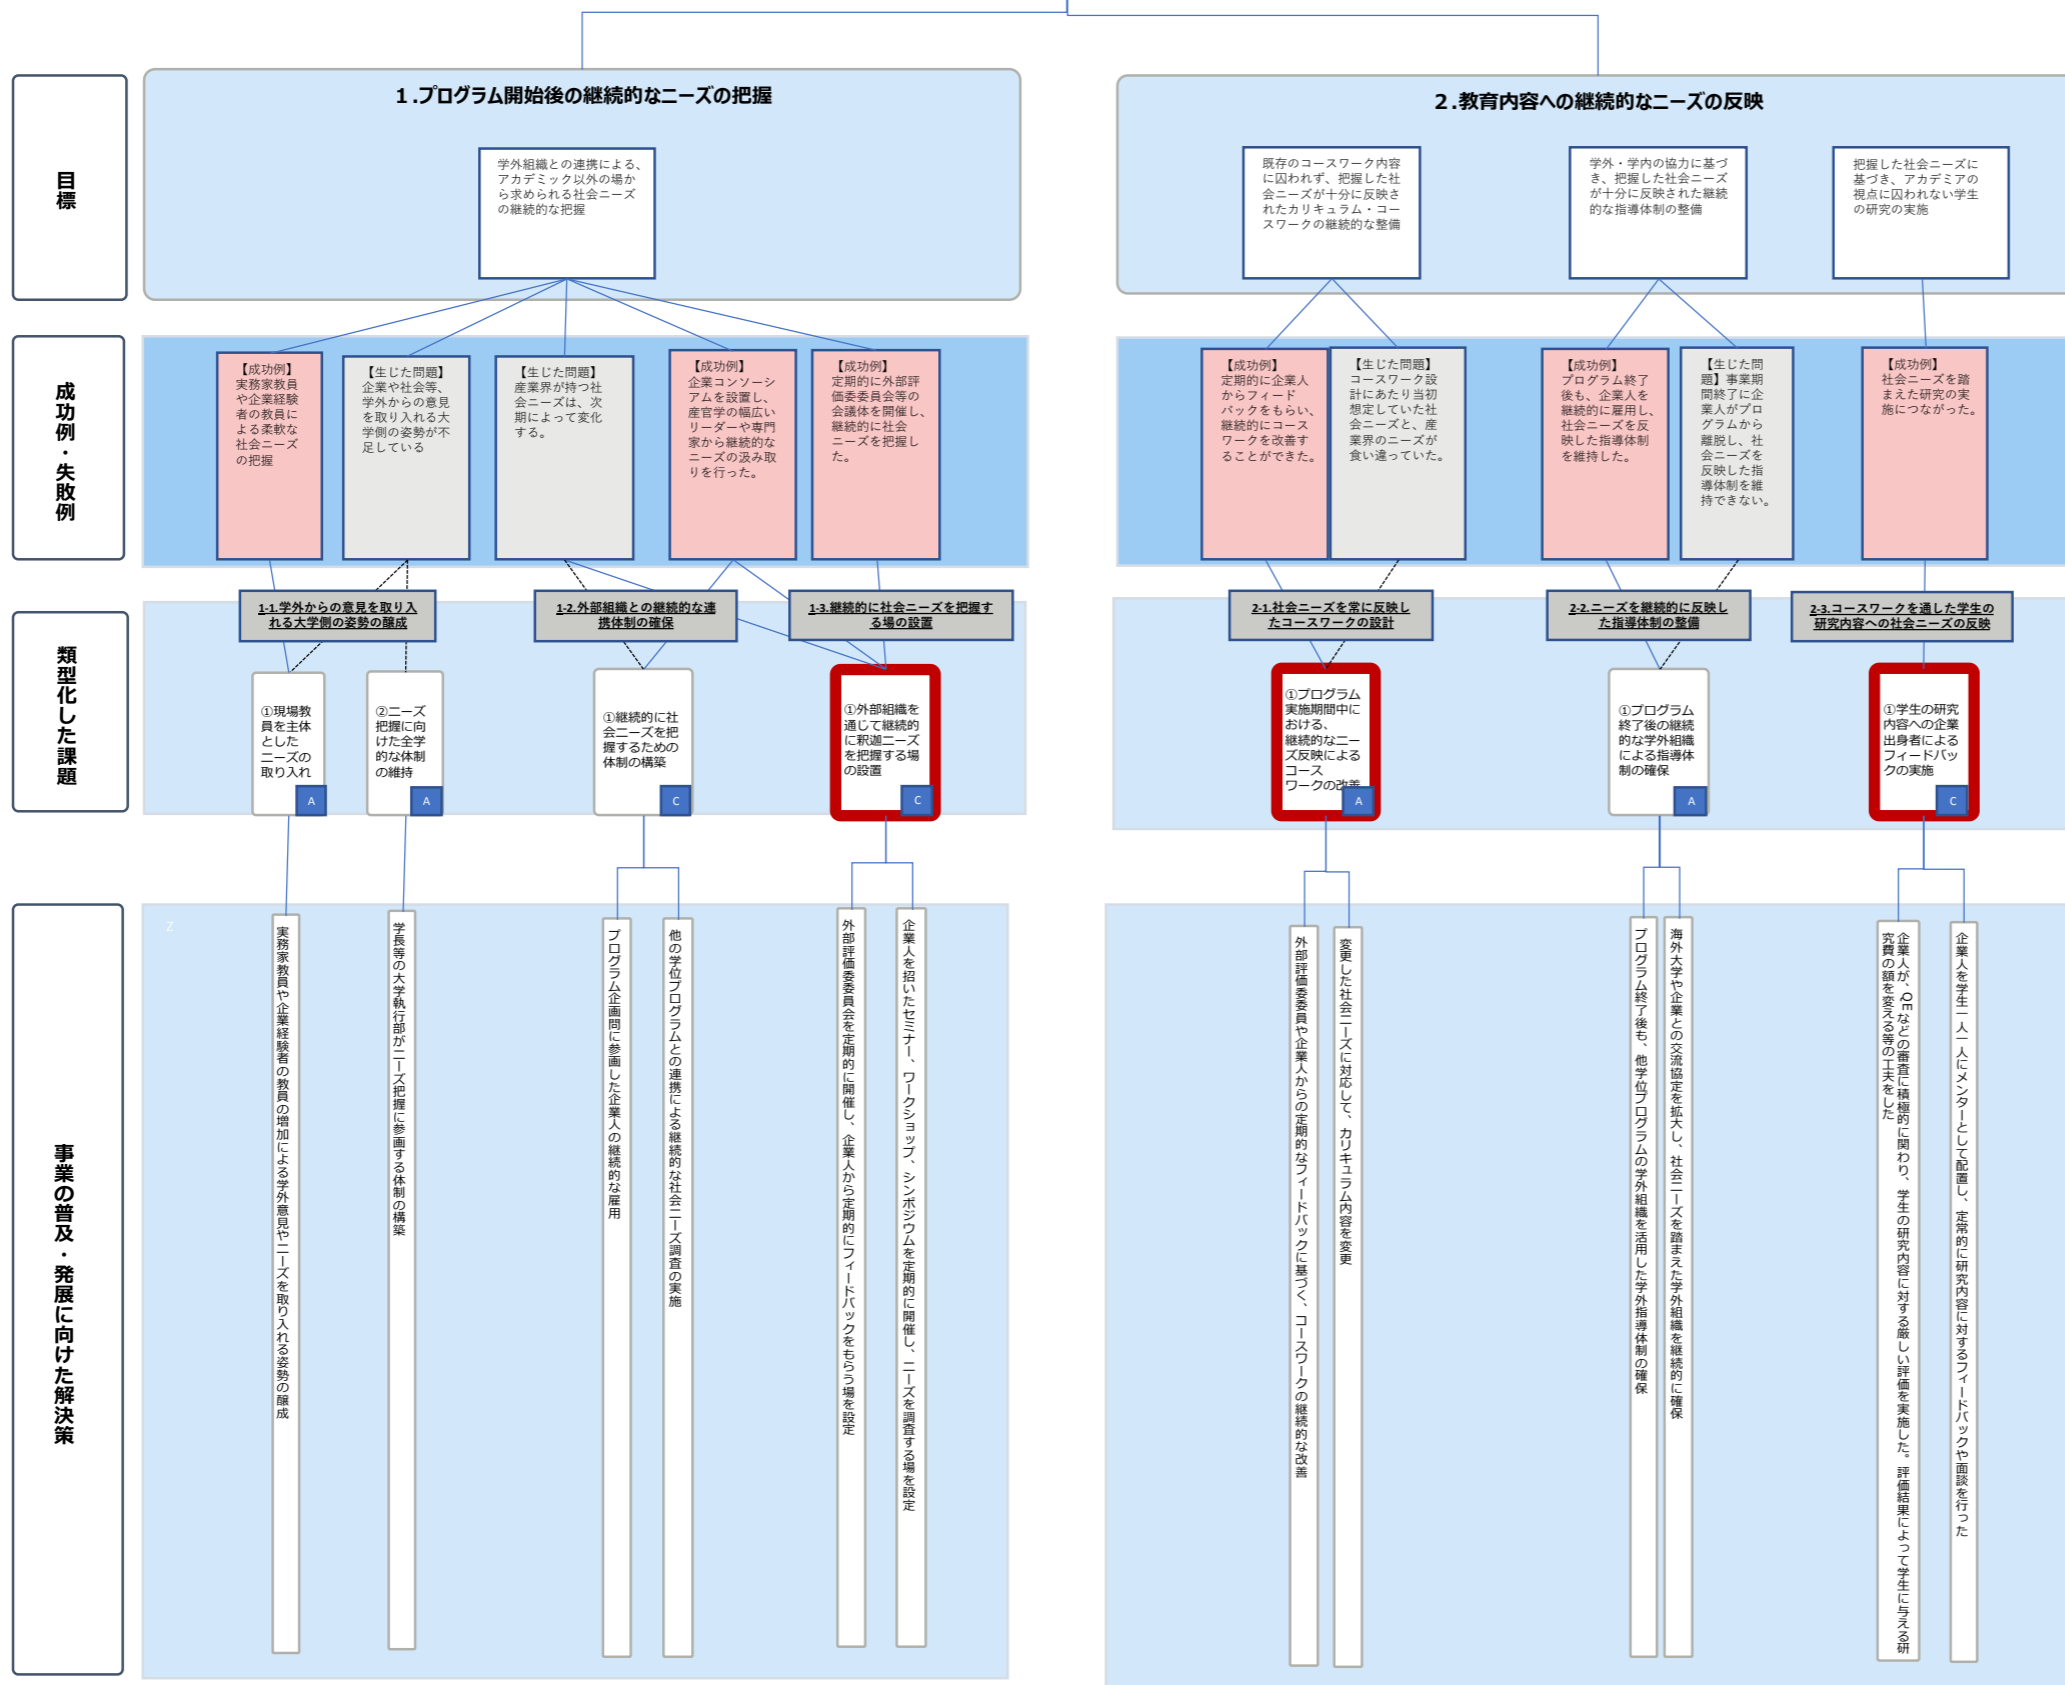 目標
1.プログラム開始後の継続的なニーズの把握
学外組織との連携による、
アカデミック以外の場か
ら求められる社会ニーズ
の継続的な把握
2.教育内容への継続的なニーズの反映
既存のコースワーク内容
に囚われず、把握した社
会ニーズが十分に反映さ
れたカリキュラム・コー
スワークの継続的な整備
学外・学内の協力に基づ
き、把握した社会ニーズ
が十分に反映された継続
的な指導体制の整備
把握した社会ニーズに
基づき、アカデミアの
視点に囚われない学生
の研究の実施
成功例・失敗例
【成功例】
実務家教員
や企業経験
者の教員に
よる柔軟な
社会ニーズ
の把握
【生じた問題】
企業や社会等、
学外からの意見
を取り入れる大
学側の姿勢が不
足している
【生じた問題】
産業界が持つ社
会ニーズは、次
期によって変化
する。
【成功例】
企業コンソーシ
アムを設置し、
産官学の幅広い
リーダーや専門
家から継続的な
ニーズの汲み取
りを行った。
【成功例】
定期的に外部評
価委委員会等の
会議体を開催し、
継続的に社会
ニーズを把握し
た。
【成功例】
定期的に企業人
からフィード
バックをもらい、
継続的にコース
ワークを改善す
ることができた。
【生じた問題】
コースワーク設
計にあたり当初
想定していた社
会ニーズと、産
業界のニーズが
食い違っていた。
【成功例】
プログラム終了
後も、企業人を
継続的に雇用し、
社会ニーズを反
映した指導体制
を維持した。
【生じた問
題】事業期
間終了に企
業人がプロ
グラムから
離脱し、社
会ニーズを
反映した指
導体制を維
持できない。
【成功例】
社会ニーズを踏
まえた研究の実
施につながった。
類型化した課題
1-1.学外からの意見を取り入
れる大学側の姿勢の醸成
1-2.外部組織との継続的な連
携体制の確保
1-3.継続的に社会ニーズを把握す
る場の設置
2-1.社会ニーズを常に反映し
たコースワークの設計
2-2.ニーズを継続的に反映し
た指導体制の整備
2-3.コースワークを通した学生の
研究内容への社会ニーズの反映
①現場教
員を主体
とした
ニーズの
取り入れ
A
②ニーズ
把握に向
けた全学
的な体制
の維持
A
①継続的に社
会ニーズを把
握するための
体制の構築
C
①外部組織を
通じて継続的
に釈迦ニーズ
を把握する場
の設置
C
①プログラム
実施期間中に
おける、
継続的なニー
ズ反映による
コース
ワークの改善
A
①プログラム
終了後の継続
的な学外組織
による指導体
制の確保
A
①学生の研究
内容への企業
出身者による
フィードバッ
クの実施
C
事業の普及・発展に向けた解決策
Z
実務家教員や企業経験者の教員の増加による学外意見やニーズを取り入れる姿勢の醸成
学長等の大学執行部がニーズ把握に参画する体制の構築
プログラム企画問に参画した企業人の継続的な雇用
他の学位プログラムとの連携による継続的な社会ニーズ調査の実施
外部評価委委員会を定期的に開催し、企業人から定期的にフィードバックをもらう場を設定
企業人を招いたセミナー、ワークショップ、シンポジウムを定期的に開催し、ニーズを調査する場を設定
外部評価委委員や企業人からの定期的なフィードバックに基づく、コースワークの継続的な改善
変更した社会ニーズに対応して、カリキュラム内容を変更
プログラム終了後も、他学位プログラムの学外組織を活用した学外指導体制の確保
海外大学や企業との交流協定を拡大し、社会ニーズを踏まえた学外組織を継続的に確保
企業人が、QEなどの審査に積極的に関わり、学生の研究内容に対する厳しい評価を実施した。評価結果によって学生に与える研
究費の額を変える等の工夫をした
企業人を学生一人一人にメンターとして配置し、定常的に研究内容に対するフィードバックや面談を行った